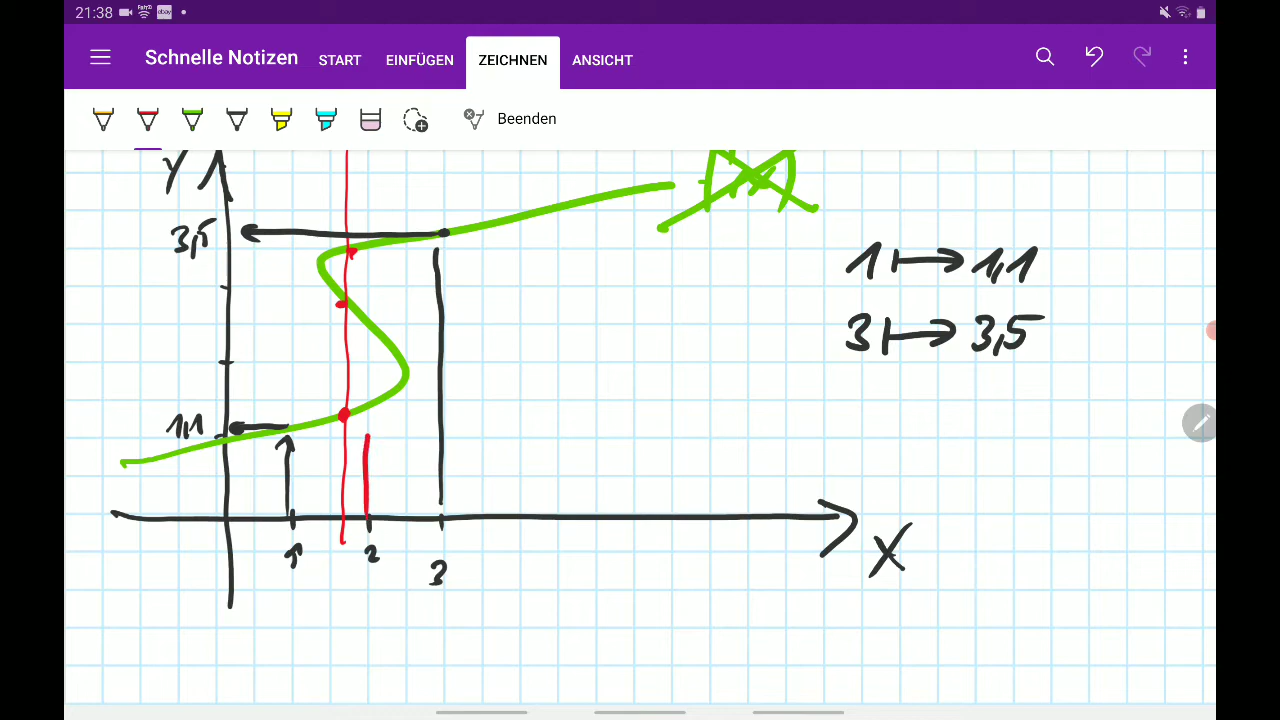 21:38
Schnelle Notizen START EINFÜGEN ZEICHNEN ANSICHT
Beenden
Y
3,5
1 ↦ 1,1
3 ↦ 3,5
1,1
1 2 3
X